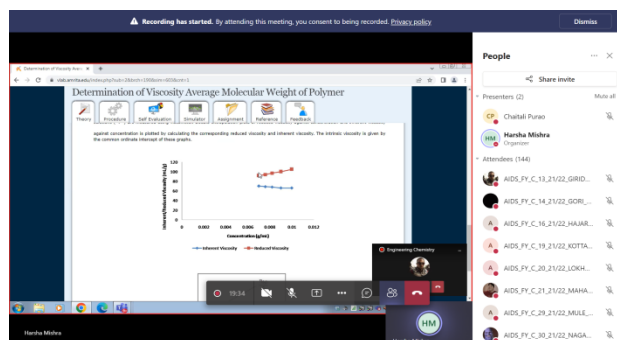 Recording has started. By attending this meeting, you consent to being recorded. Privacy policy
Dismiss
Determination of Viscosity Aver...
Determination of Viscosity Average Molecular Weight of Polymer
Theory Procedure Self Evaluation Simulator Assignment Reference Feedback
against concentration is plotted by calculating the corresponding reduced viscosity and inherent viscosity. The intrinsic viscosity is given by
the common ordinate intercept of these graphs.
Inherent/Reduced Viscosity (mL/g)
120
100
80
60
40
20
0
0 0.002 0.004 0.006 0.008 0.01 0.012
Concentration (g/mL)
Inherent Viscosity Reduced Viscosity
Engineering Chemistry
19:34
HM
Harsha Mishra
People
Share invite
Presenters (2) Mute all
CP Chaitali Purao
HM Harsha Mishra
Organizer
Attendees (144)
AIDS_FY_C_13_21/22_GIRID...
AIDS_FY_C_14_21/22_GORI_...
A AIDS_FY_C_16_21/22_HAJAR...
A AIDS_FY_C_19_21/22_KOTTA...
A AIDS_FY_C_20_21/22_LOKH...
AIDS_FY_C_21_21/22_MAHA...
A AIDS_FY_C_29_21/22_MULE_...
AIDS_FY_C_30_21/22_NAGA...